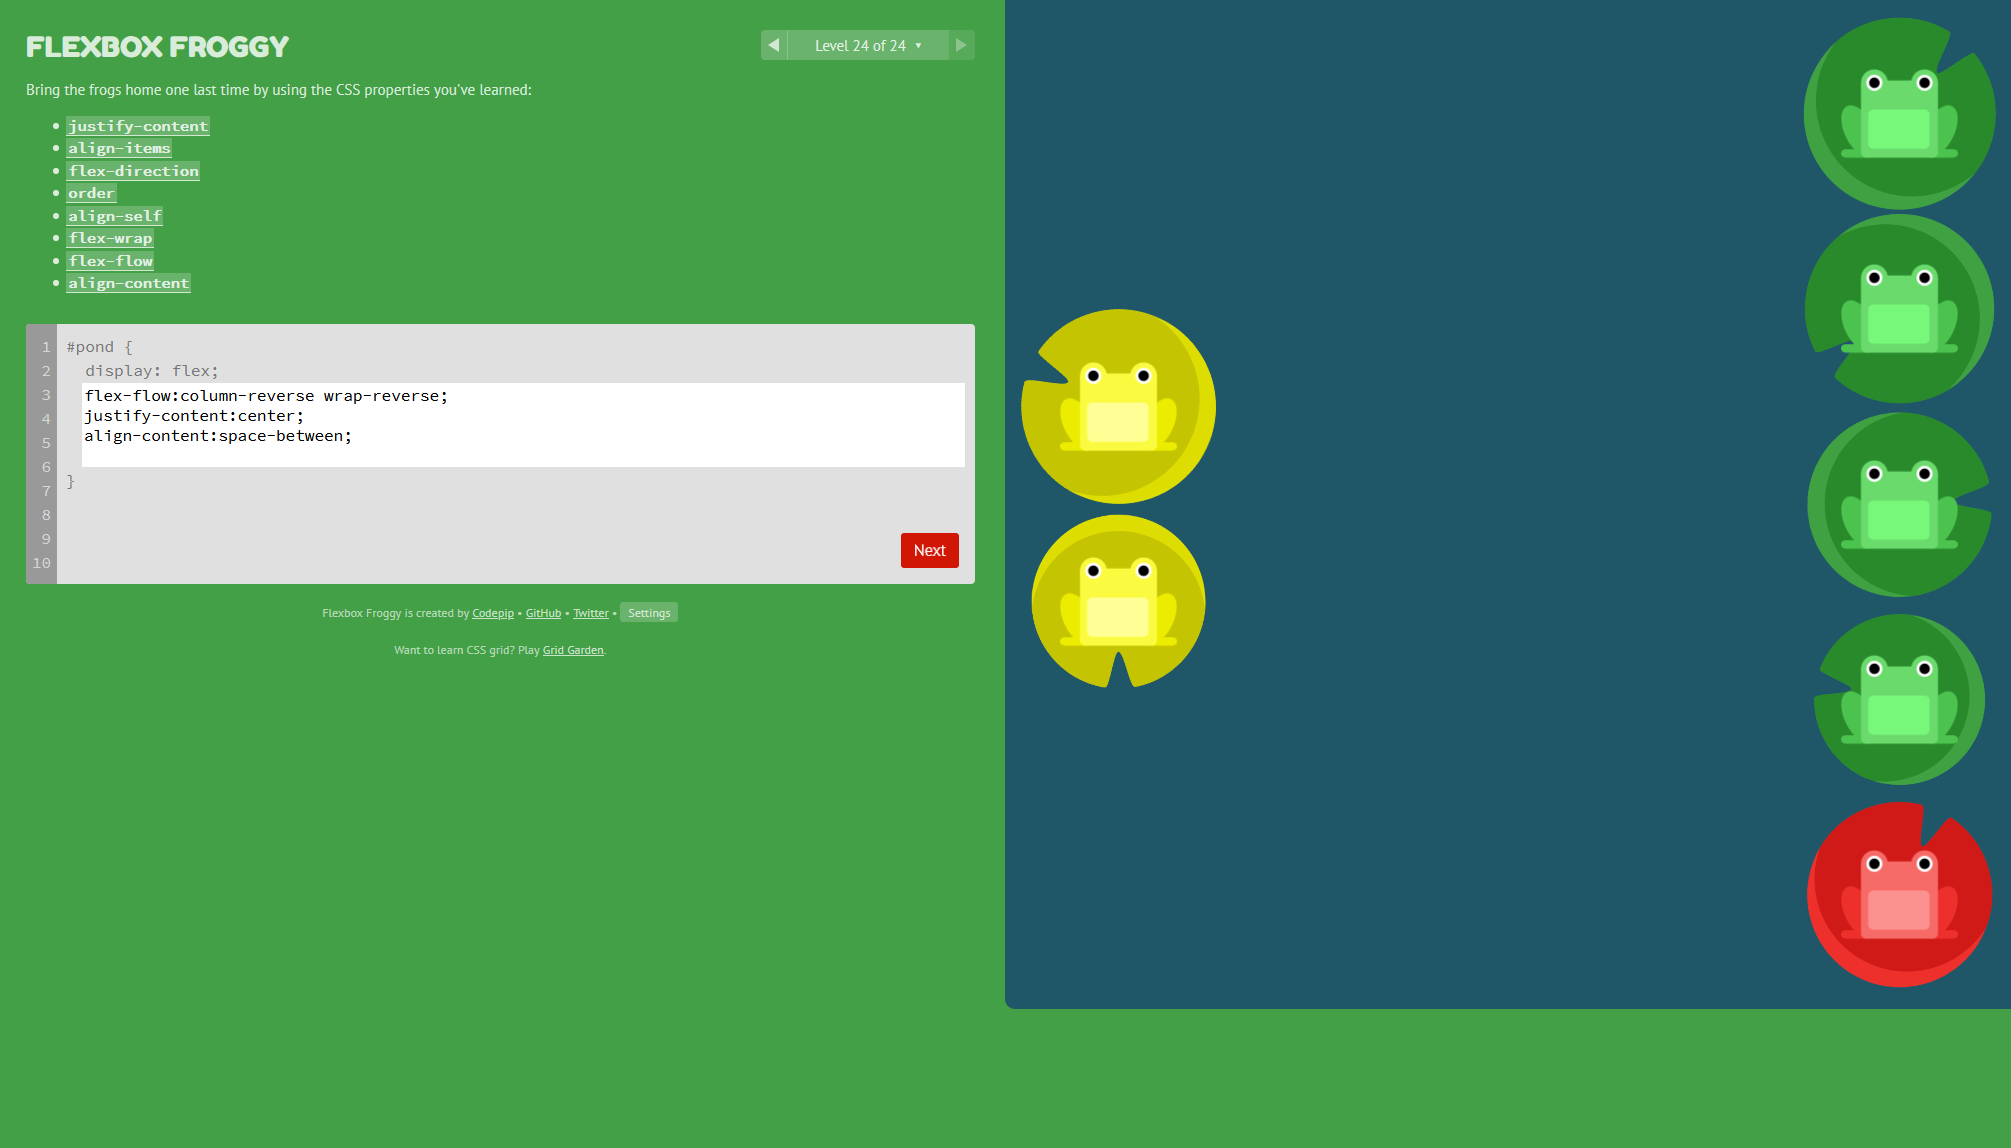 FLEXBOX FROGGY
◀ Level 24 of 24 ▼ ▶
Bring the frogs home one last time by using the CSS properties you've learned:
• justify-content
• align-items
• flex-direction
• order
• align-self
• flex-wrap
• flex-flow
• align-content
1 #pond {
2 display: flex;
3 flex-flow:column-reverse wrap-reverse;
4 justify-content:center;
5 align-content:space-between;
6
7 }
8
9
10
Next
Flexbox Froggy is created by Codepip • GitHub • Twitter • Settings
Want to learn CSS grid? Play Grid Garden.